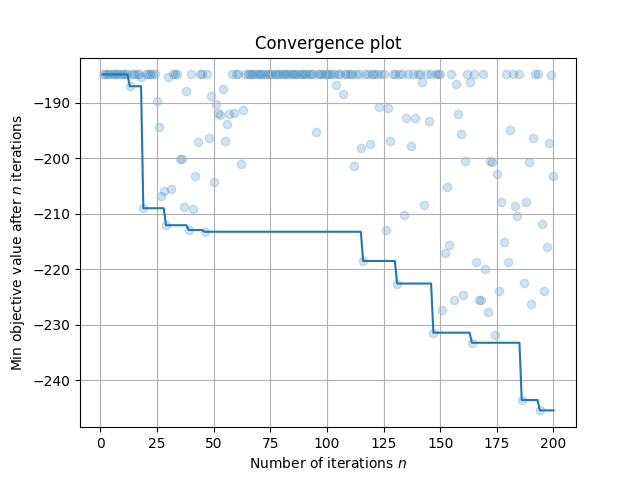 Convergence plot
Min objective value after n iterations
−190
−200
−210
−220
−230
−240
0 25 50 75 100 125 150 175 200
Number of iterations n